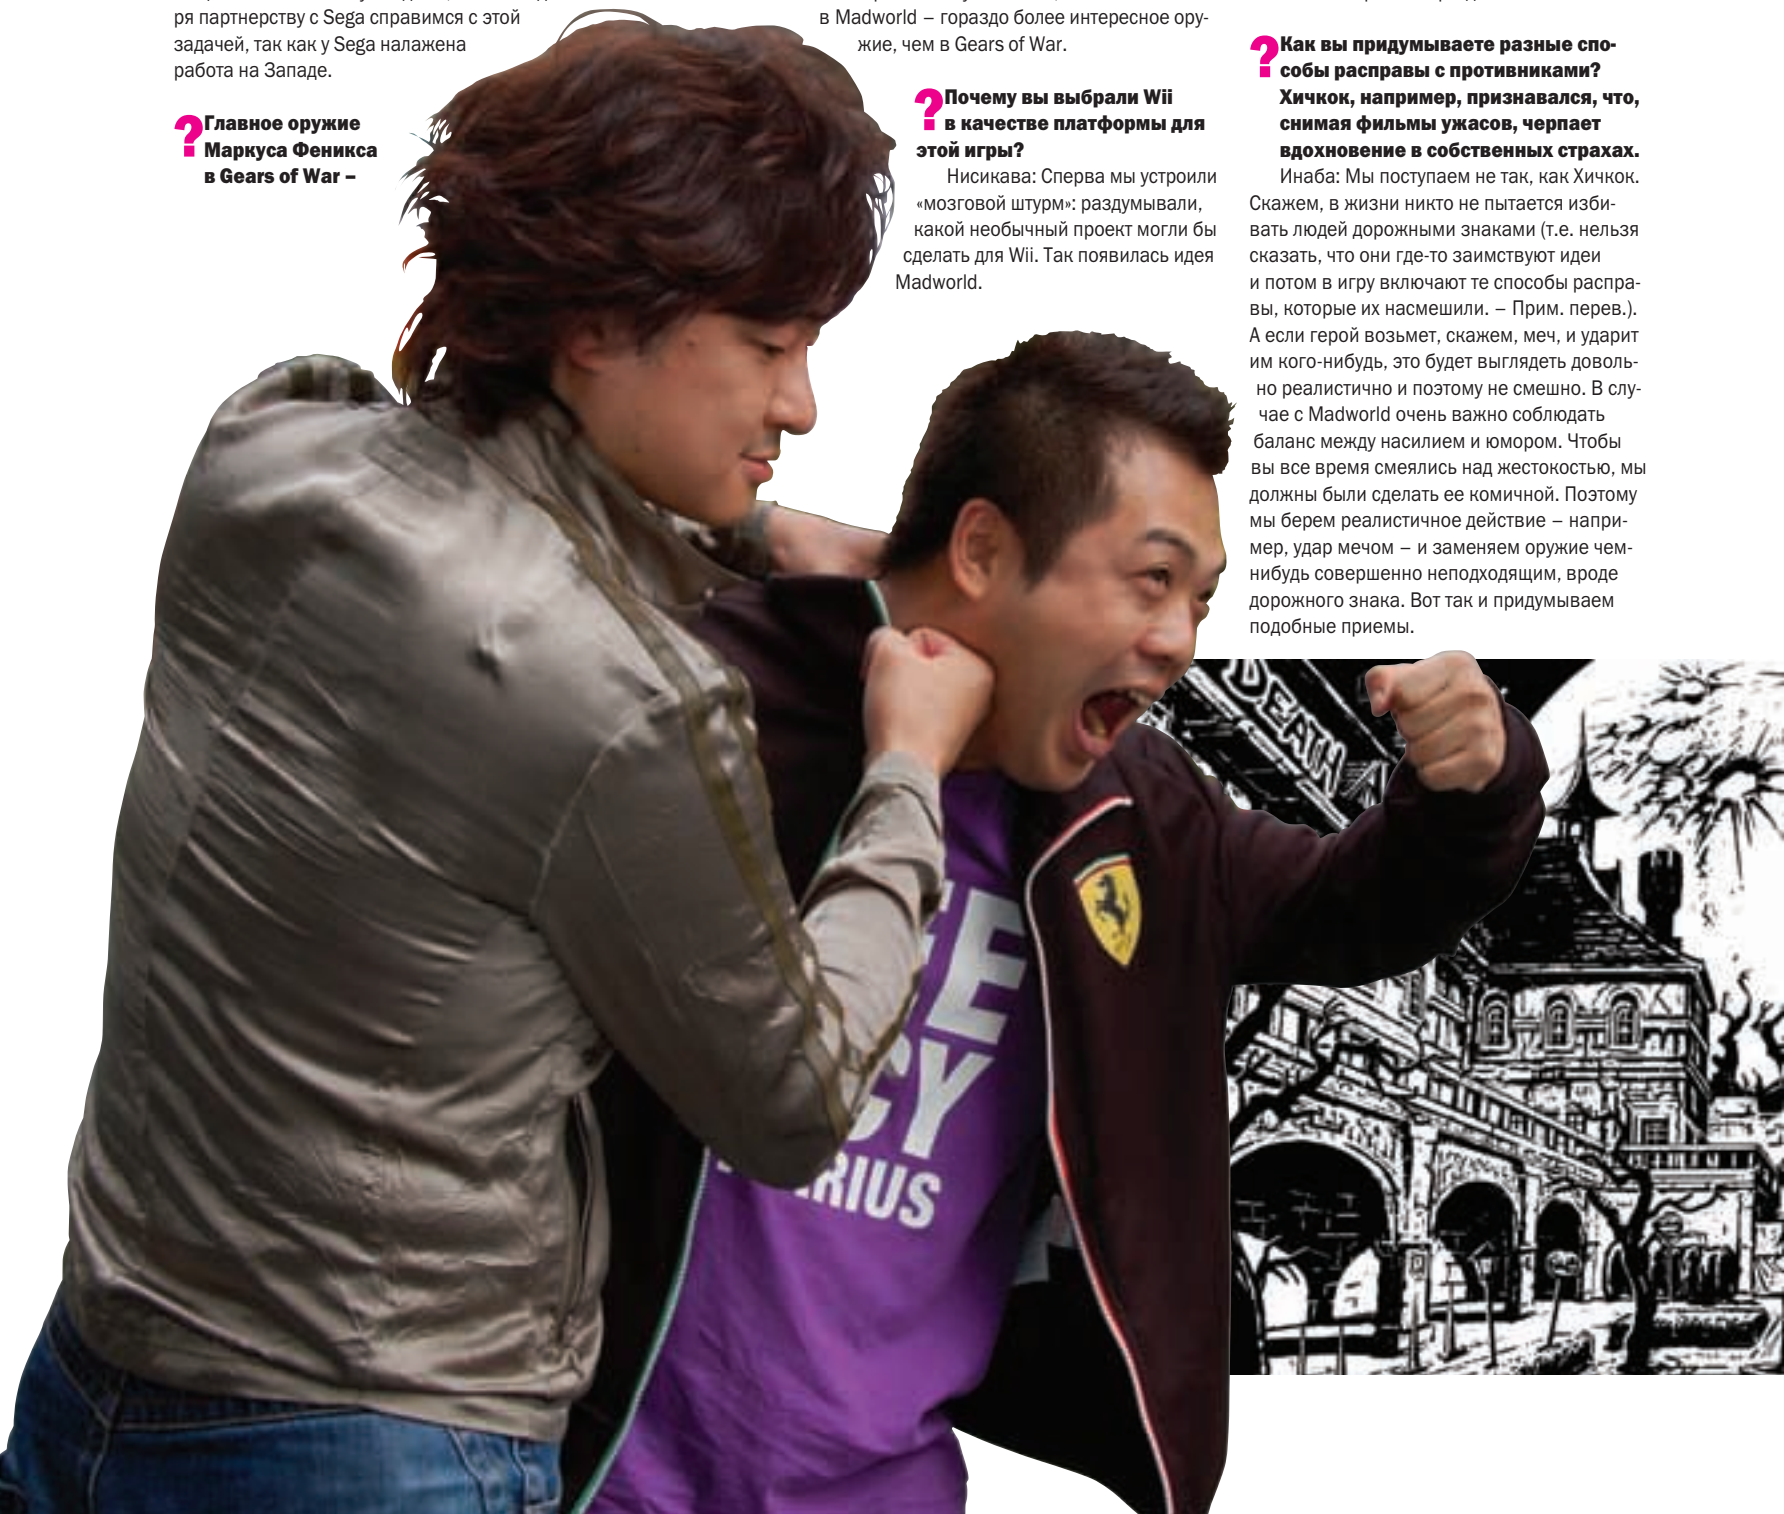 ря партнерству с Sega справимся с этой
задачей, так как у Sega налажена
работа на Западе.
? Главное оружие
Маркуса Феникса
в Gears of War –
в Madworld – гораздо более интересное ору-
жие, чем в Gears of War.
? Почему вы выбрали Wii
в качестве платформы для
этой игры?
Нисикава: Сперва мы устроили
«мозговой штурм»: раздумывали,
какой необычный проект могли бы
сделать для Wii. Так появилась идея
Madworld.
? Как вы придумываете разные спо-
собы расправы с противниками?
Хичкок, например, признавался, что,
снимая фильмы ужасов, черпает
вдохновение в собственных страхах.
Инаба: Мы поступаем не так, как Хичкок.
Скажем, в жизни никто не пытается изби-
вать людей дорожными знаками (т.е. нельзя
сказать, что они где-то заимствуют идеи
и потом в игру включают те способы распра-
вы, которые их насмешили. – Прим. перев.).
А если герой возьмет, скажем, меч, и ударит
им кого-нибудь, это будет выглядеть доволь-
но реалистично и поэтому не смешно. В слу-
чае с Madworld очень важно соблюдать
баланс между насилием и юмором. Чтобы
вы все время смеялись над жестокостью, мы
должны были сделать ее комичной. Поэтому
мы берем реалистичное действие – напри-
мер, удар мечом – и заменяем оружие чем-
нибудь совершенно неподходящим, вроде
дорожного знака. Вот так и придумываем
подобные приемы.
DEATH